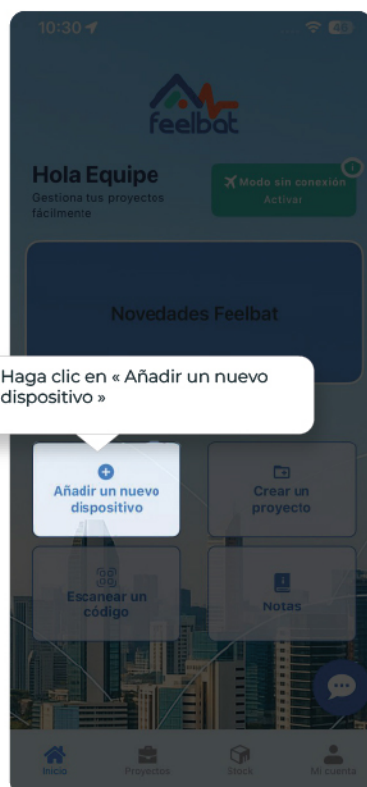 10:30
48
feelbat
Hola Equipe
Gestiona tus proyectos
fácilmente
Modo sin conexión
Activar
Novedades Feelbat
Haga clic en « Añadir un nuevo
dispositivo »
Añadir un nuevo
dispositivo
Crear un
proyecto
Escanear un
código
Notas
Inicio
Proyectos
Stock
Mi cuenta